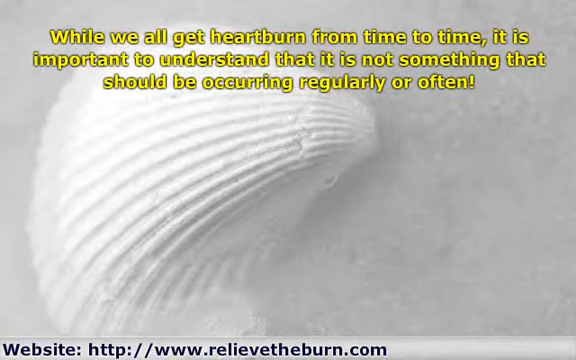 While we all get heartburn from time to time, it is
important to understand that it is not something that
should be occurring regularly or often!
Website: http://www.relievetheburn.com